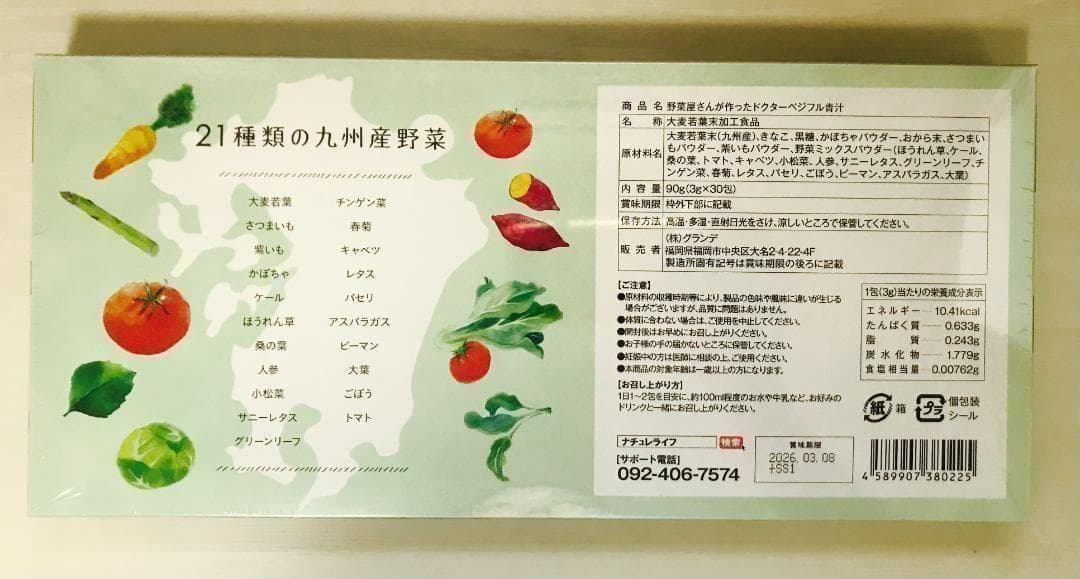 21種類の九州産野菜
大麦若葉
さつまいも
紫いも
かぼちゃ
ケール
ほうれん草
桑の葉
人参
小松菜
サニーレタス
グリーンリーフ
チンゲン菜
春菊
キャベツ
レタス
パセリ
アスパラガス
ピーマン
大葉
ごぼう
トマト
商品名 野菜屋さんが作ったドクターベジフル青汁
名称 大麦若葉末加工食品
原材料名 大麦若葉末(九州産)、きなこ、黒糖、かぼちゃパウダー、おから末、さつまい
もパウダー、紫いもパウダー、野菜ミックスパウダー(ほうれん草、ケール、
桑の葉、トマト、キャベツ、小松菜、人参、サニーレタス、グリーンリーフ、チ
ンゲン菜、春菊、レタス、パセリ、ごぼう、ピーマン、アスパラガス、大葉)
内容量 90g(3g×30包)
賞味期限 枠外下部に記載
保存方法 高温・多湿・直射日光をさけ、涼しいところで保管してください。
販売者 (株)グランデ
福岡県福岡市中央区大名2-4-22-4F
製造所固有記号は賞味期限の後ろに記載
【ご注意】
●原材料の収穫時期等により、製品の色味や風味に違いが生じる
場合がございますが、品質に問題はありません。
●体質に合わない場合は、ご使用を中止してください。
●開封後はお早めにお召し上がりください。
●お子様の手の届かないところに保管してください。
●妊娠中の方は医師に相談の上、ご使用ください。
●本商品の対象年齢は一歳以上の方になります。
【お召し上がり方】
1日1~2包を目安に、約100ml程度のお水や牛乳など、お好みの
ドリンクと一緒にお召し上がりください。
1包(3g)当たりの栄養成分表示
エネルギー 10.41kcal
たんぱく質 0.633g
脂質 0.243g
炭水化物 1.779g
食塩相当量 0.00762g
紙 箱
プラ 個包装
シール
ナチュレライフ 検索
[サポート電話]
092-406-7574
賞味期限
2026.03.08
+SS1
4 589907 380225